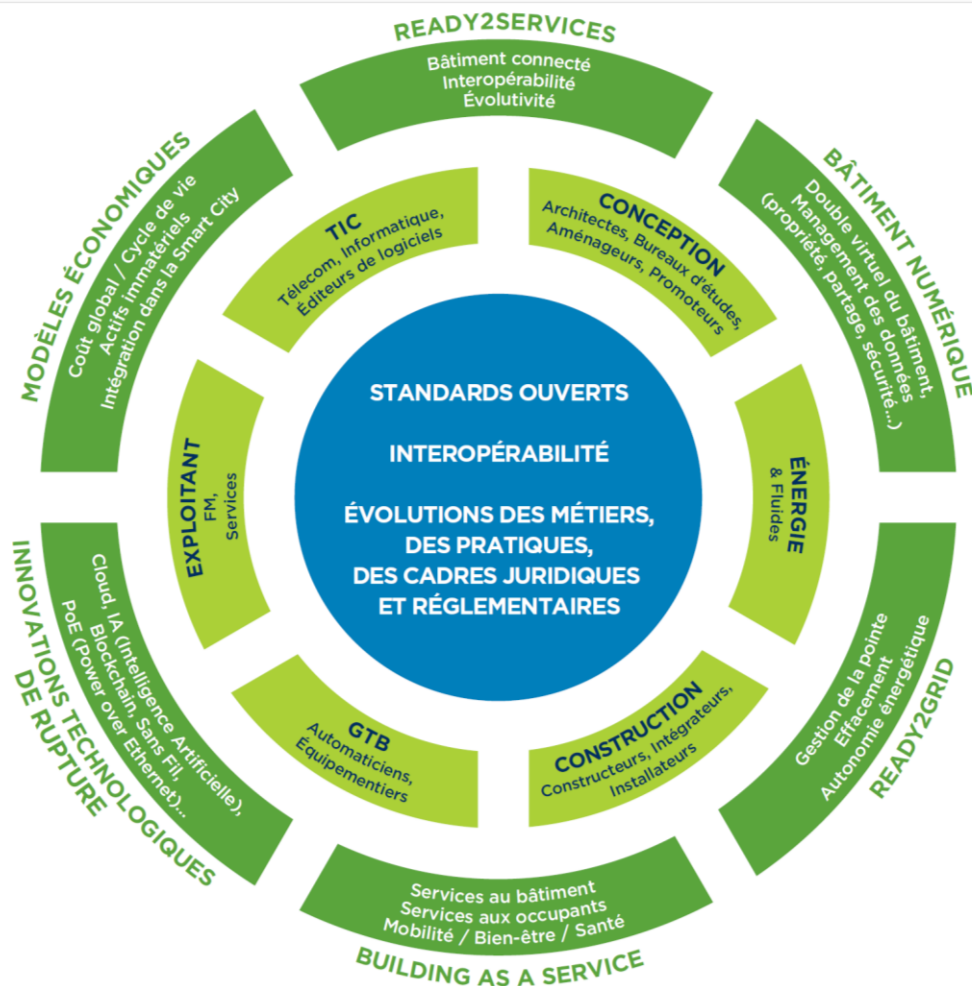 READY2SERVICES
Bâtiment connecté
Interopérabilité
Évolutivité
BÂTIMENT NUMÉRIQUE
Double virtuel du bâtiment,
Management des données
(propriété, partage, sécurité...)
READY2GRID
Gestion de la pointe
Effacement
Autonomie énergétique
BUILDING AS A SERVICE
Services au bâtiment
Services aux occupants
Mobilité / Bien-être / Santé
INNOVATIONS TECHNOLOGIQUES
DE RUPTURE
Cloud, IA (Intelligence Artificielle),
Blockchain, Sans Fil,
PoE (Power over Ethernet)...
MODÈLES ÉCONOMIQUES
Coût global / Cycle de vie
Actifs immatériels
Intégration dans la Smart City
TIC
Télecom, Informatique,
Éditeurs de logiciels
CONCEPTION
Architectes, Bureaux d'études,
Aménageurs, Promoteurs
ÉNERGIE
& Fluides
CONSTRUCTION
Constructeurs, Intégrateurs,
Installateurs
GTB
Automaticiens,
Équipementiers
EXPLOITANT
FM,
Services
STANDARDS OUVERTS
INTEROPÉRABILITÉ
ÉVOLUTIONS DES MÉTIERS,
DES PRATIQUES,
DES CADRES JURIDIQUES
ET RÉGLEMENTAIRES